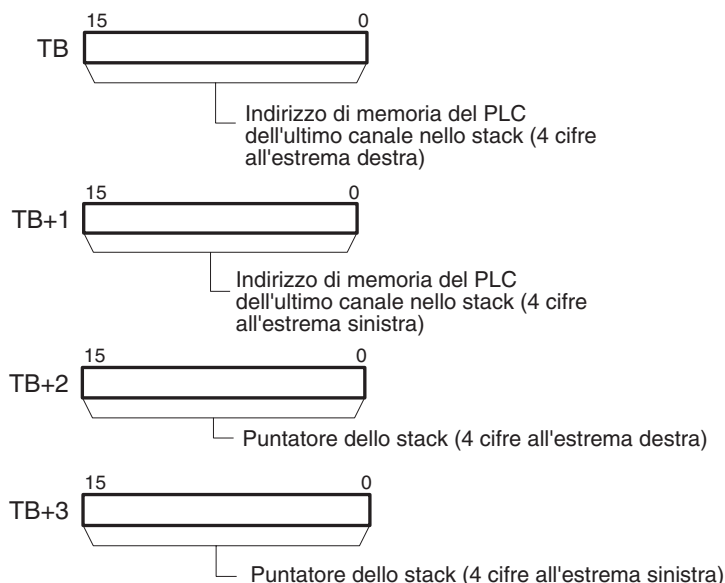 15 0
TB
Indirizzo di memoria del PLC
dell'ultimo canale nello stack (4 cifre
all'estrema destra)
15 0
TB+1
Indirizzo di memoria del PLC
dell'ultimo canale nello stack (4 cifre
all'estrema sinistra)
15 0
TB+2
Puntatore dello stack (4 cifre all'estrema destra)
15 0
TB+3
Puntatore dello stack (4 cifre all'estrema sinistra)